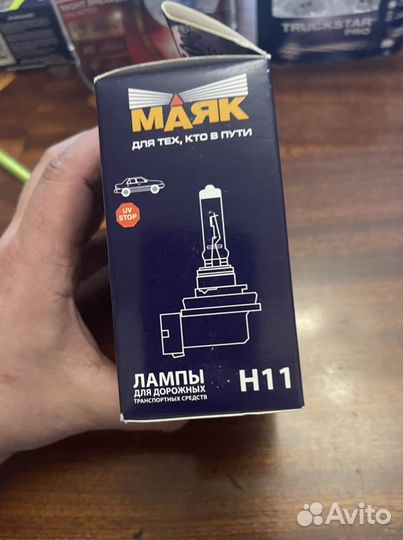 TRUCKSTAR
PRO
МАЯК
ДЛЯ ТЕХ, КТО В ПУТИ
UV
STOP
ЛАМПЫ
ДЛЯ ДОРОЖНЫХ
ТРАНСПОРТНЫХ СРЕДСТВ
H11
Avito